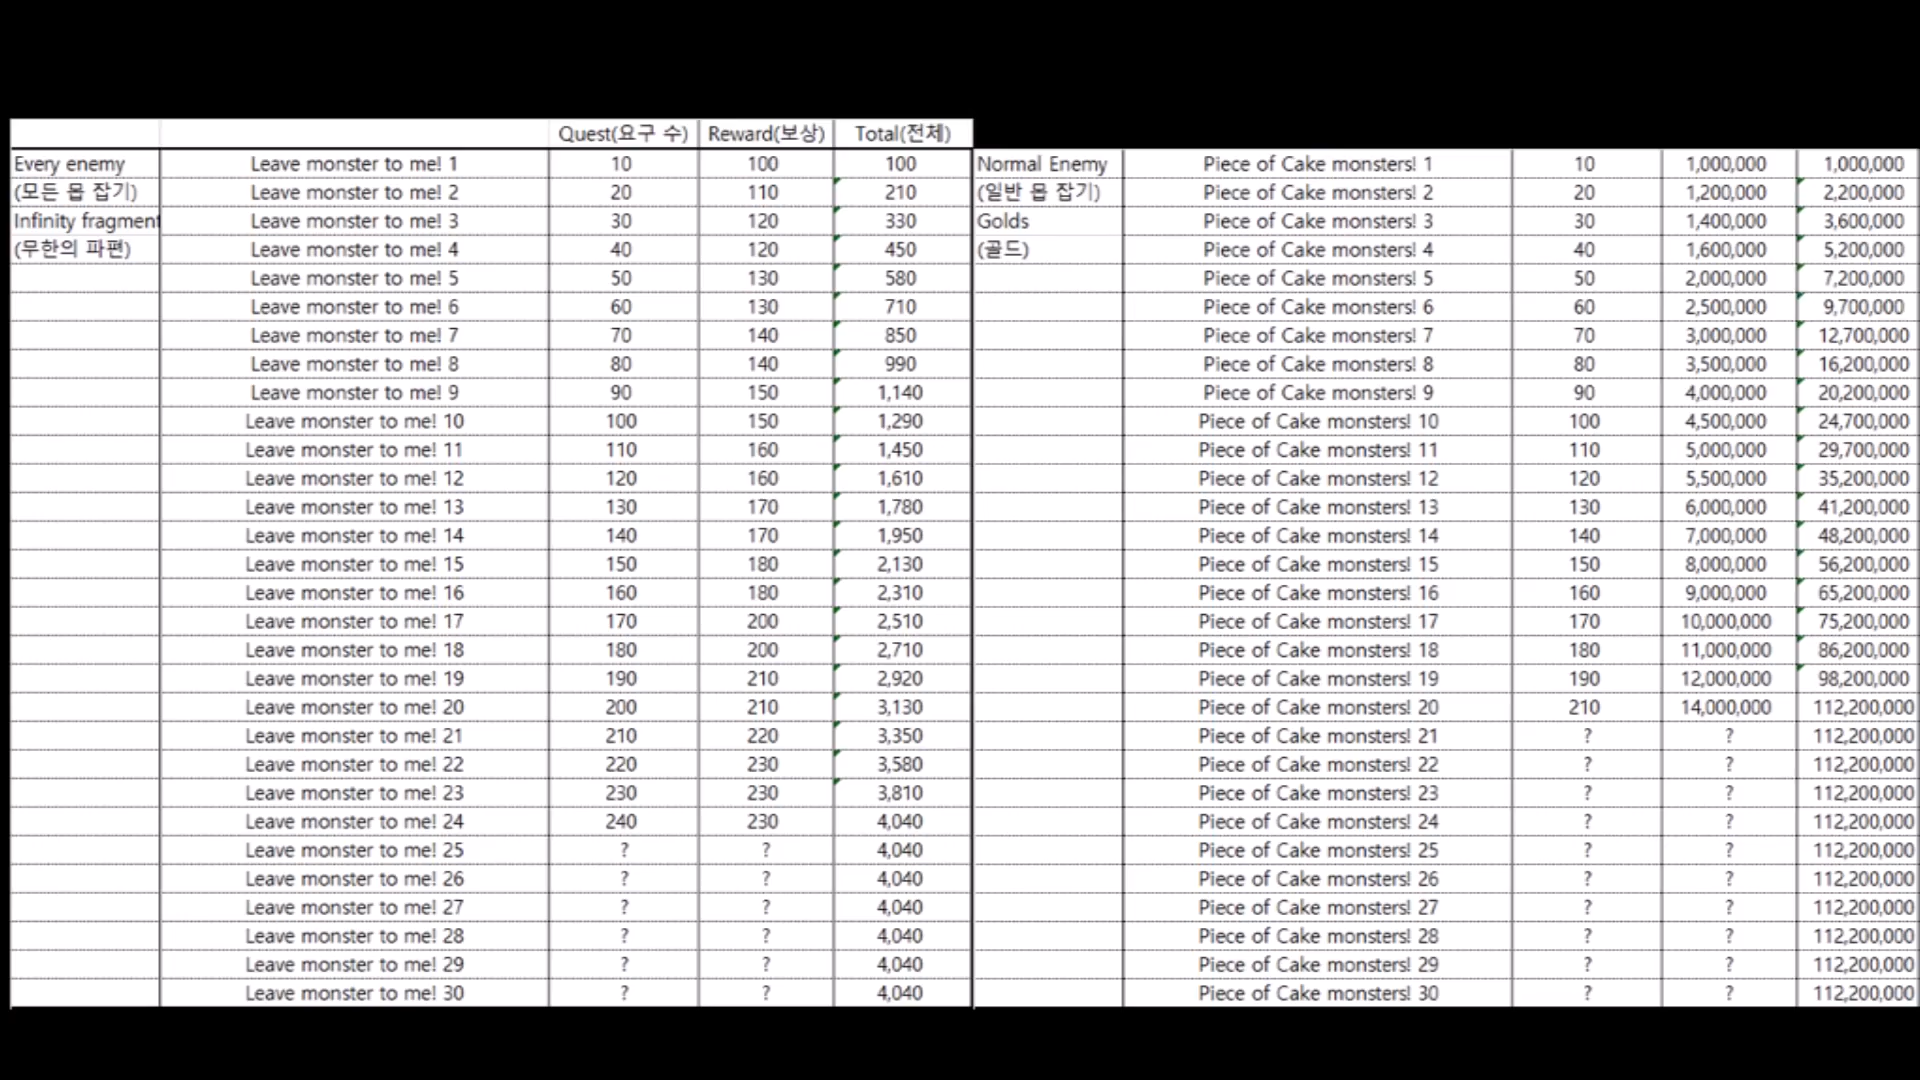 Quest(요구 수) Reward(보상) Total(전체)
Every enemy Leave monster to me! 1 10 100 100 Normal Enemy Piece of Cake monsters! 1 10 1,000,000 1,000,000
(모든 몹 잡기) Leave monster to me! 2 20 110 210 (일반 몹 잡기) Piece of Cake monsters! 2 20 1,200,000 2,200,000
Infinity fragment Leave monster to me! 3 30 120 330 Golds Piece of Cake monsters! 3 30 1,400,000 3,600,000
(무한의 파편) Leave monster to me! 4 40 120 450 (골드) Piece of Cake monsters! 4 40 1,600,000 5,200,000
Leave monster to me! 5 50 130 580 Piece of Cake monsters! 5 50 2,000,000 7,200,000
Leave monster to me! 6 60 130 710 Piece of Cake monsters! 6 60 2,500,000 9,700,000
Leave monster to me! 7 70 140 850 Piece of Cake monsters! 7 70 3,000,000 12,700,000
Leave monster to me! 8 80 140 990 Piece of Cake monsters! 8 80 3,500,000 16,200,000
Leave monster to me! 9 90 150 1,140 Piece of Cake monsters! 9 90 4,000,000 20,200,000
Leave monster to me! 10 100 150 1,290 Piece of Cake monsters! 10 100 4,500,000 24,700,000
Leave monster to me! 11 110 160 1,450 Piece of Cake monsters! 11 110 5,000,000 29,700,000
Leave monster to me! 12 120 160 1,610 Piece of Cake monsters! 12 120 5,500,000 35,200,000
Leave monster to me! 13 130 170 1,780 Piece of Cake monsters! 13 130 6,000,000 41,200,000
Leave monster to me! 14 140 170 1,950 Piece of Cake monsters! 14 140 7,000,000 48,200,000
Leave monster to me! 15 150 180 2,130 Piece of Cake monsters! 15 150 8,000,000 56,200,000
Leave monster to me! 16 160 180 2,310 Piece of Cake monsters! 16 160 9,000,000 65,200,000
Leave monster to me! 17 170 200 2,510 Piece of Cake monsters! 17 170 10,000,000 75,200,000
Leave monster to me! 18 180 200 2,710 Piece of Cake monsters! 18 180 11,000,000 86,200,000
Leave monster to me! 19 190 210 2,920 Piece of Cake monsters! 19 190 12,000,000 98,200,000
Leave monster to me! 20 200 210 3,130 Piece of Cake monsters! 20 210 14,000,000 112,200,000
Leave monster to me! 21 210 220 3,350 Piece of Cake monsters! 21 ? ? 112,200,000
Leave monster to me! 22 220 230 3,580 Piece of Cake monsters! 22 ? ? 112,200,000
Leave monster to me! 23 230 230 3,810 Piece of Cake monsters! 23 ? ? 112,200,000
Leave monster to me! 24 240 230 4,040 Piece of Cake monsters! 24 ? ? 112,200,000
Leave monster to me! 25 ? ? 4,040 Piece of Cake monsters! 25 ? ? 112,200,000
Leave monster to me! 26 ? ? 4,040 Piece of Cake monsters! 26 ? ? 112,200,000
Leave monster to me! 27 ? ? 4,040 Piece of Cake monsters! 27 ? ? 112,200,000
Leave monster to me! 28 ? ? 4,040 Piece of Cake monsters! 28 ? ? 112,200,000
Leave monster to me! 29 ? ? 4,040 Piece of Cake monsters! 29 ? ? 112,200,000
Leave monster to me! 30 ? ? 4,040 Piece of Cake monsters! 30 ? ? 112,200,000